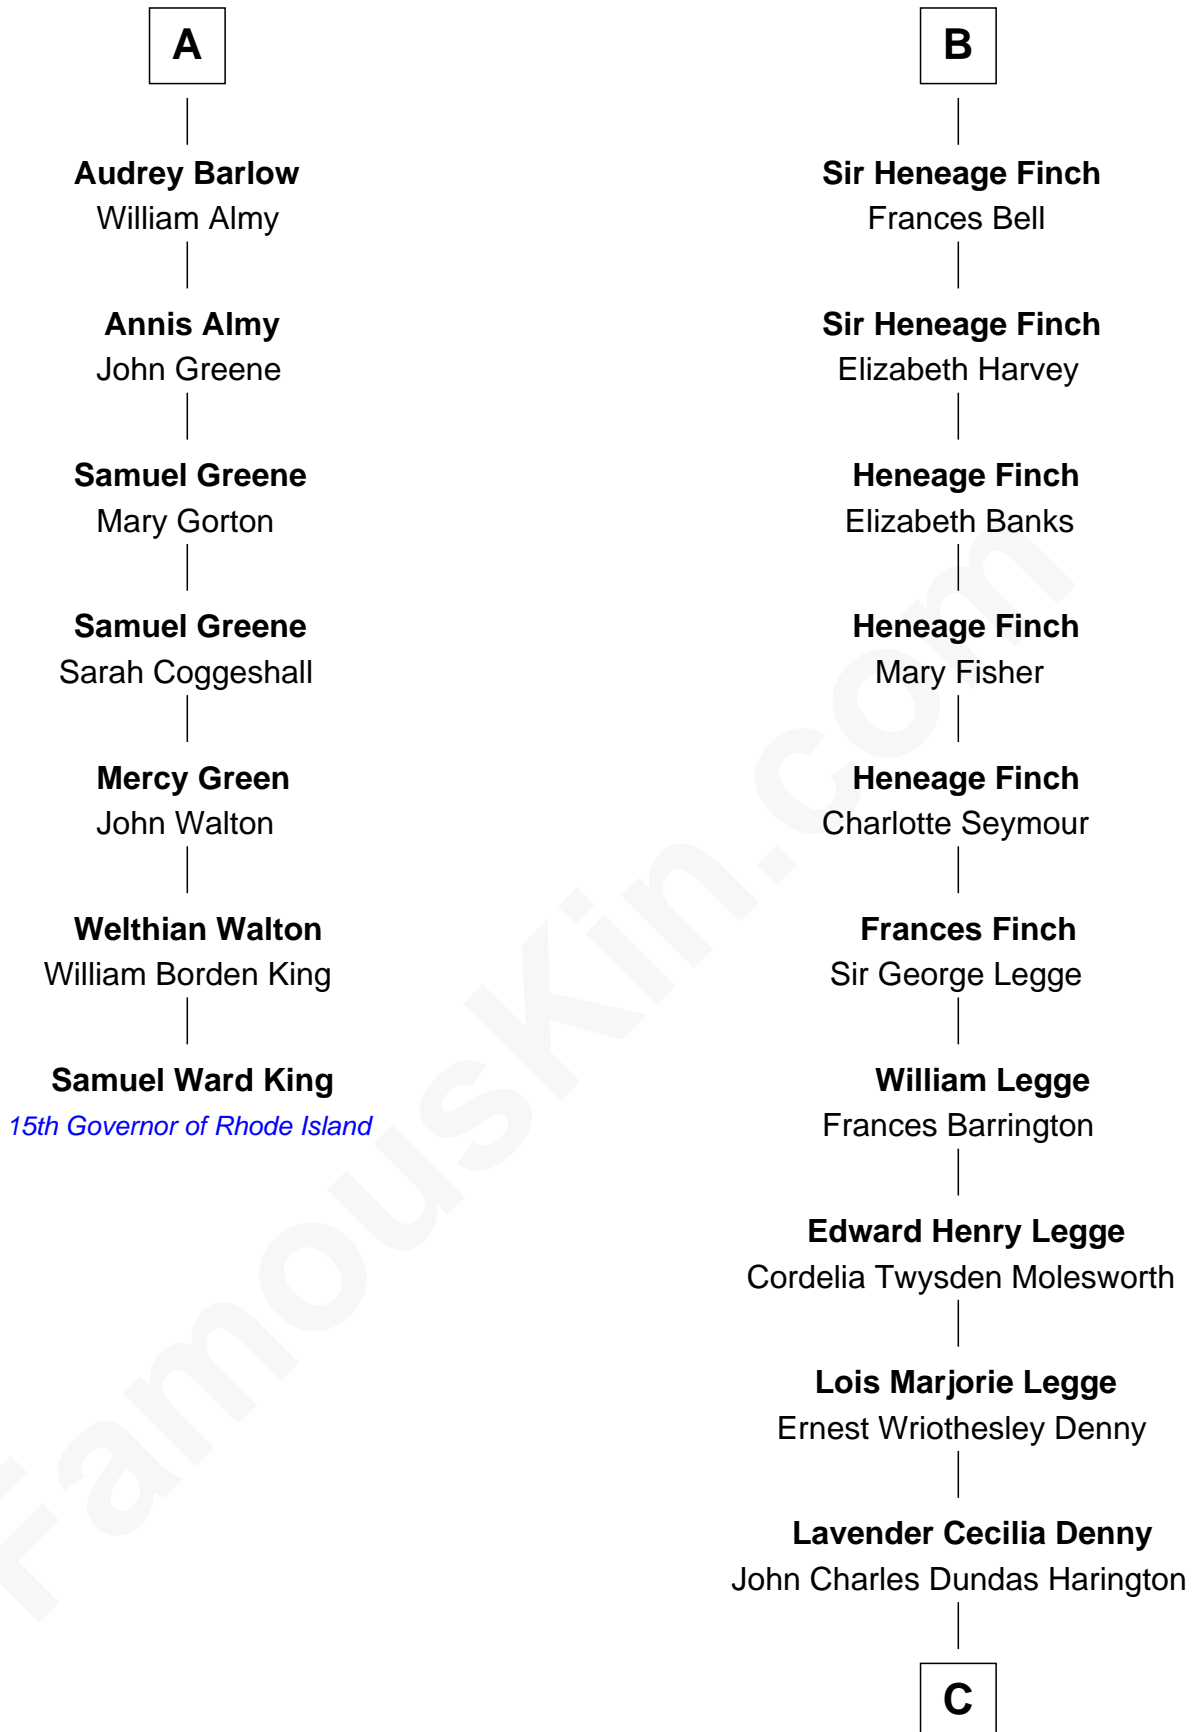 A
Audrey Barlow
William Almy
Annis Almy
John Greene
Samuel Greene
Mary Gorton
Samuel Greene
Sarah Coggeshall
Mercy Green
John Walton
Welthian Walton
William Borden King
Samuel Ward King
15th Governor of Rhode Island
B
Sir Heneage Finch
Frances Bell
Sir Heneage Finch
Elizabeth Harvey
Heneage Finch
Elizabeth Banks
Heneage Finch
Mary Fisher
Heneage Finch
Charlotte Seymour
Frances Finch
Sir George Legge
William Legge
Frances Barrington
Edward Henry Legge
Cordelia Twysden Molesworth
Lois Marjorie Legge
Ernest Wriothesley Denny
Lavender Cecilia Denny
John Charles Dundas Harington
C
FamousKin.com